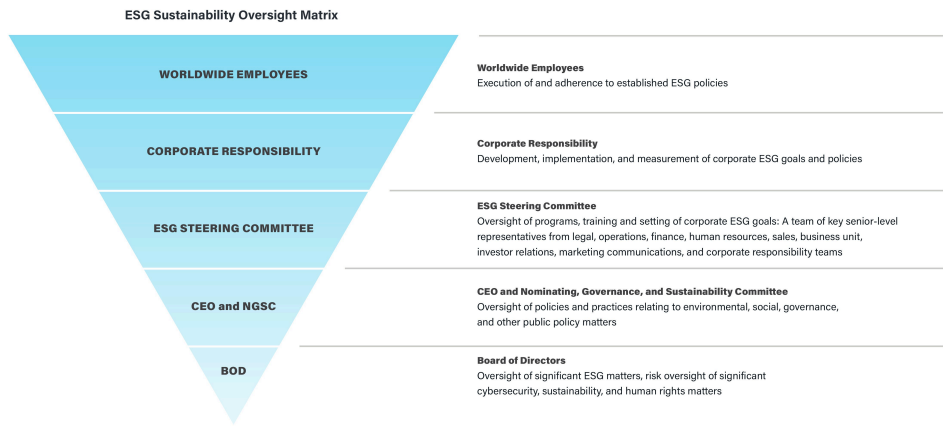 ESG Sustainability Oversight Matrix
WORLDWIDE EMPLOYEES
Worldwide Employees
Execution of and adherence to established ESG policies
CORPORATE RESPONSIBILITY
Corporate Responsibility
Development, implementation, and measurement of corporate ESG goals and policies
ESG STEERING COMMITTEE
ESG Steering Committee
Oversight of programs, training and setting of corporate ESG goals: A team of key senior-level
representatives from legal, operations, finance, human resources, sales, business unit,
investor relations, marketing communications, and corporate responsibility teams
CEO and NGSC
CEO and Nominating, Governance, and Sustainability Committee
Oversight of policies and practices relating to environmental, social, governance,
and other public policy matters
BOD
Board of Directors
Oversight of significant ESG matters, risk oversight of significant
cybersecurity, sustainability, and human rights matters